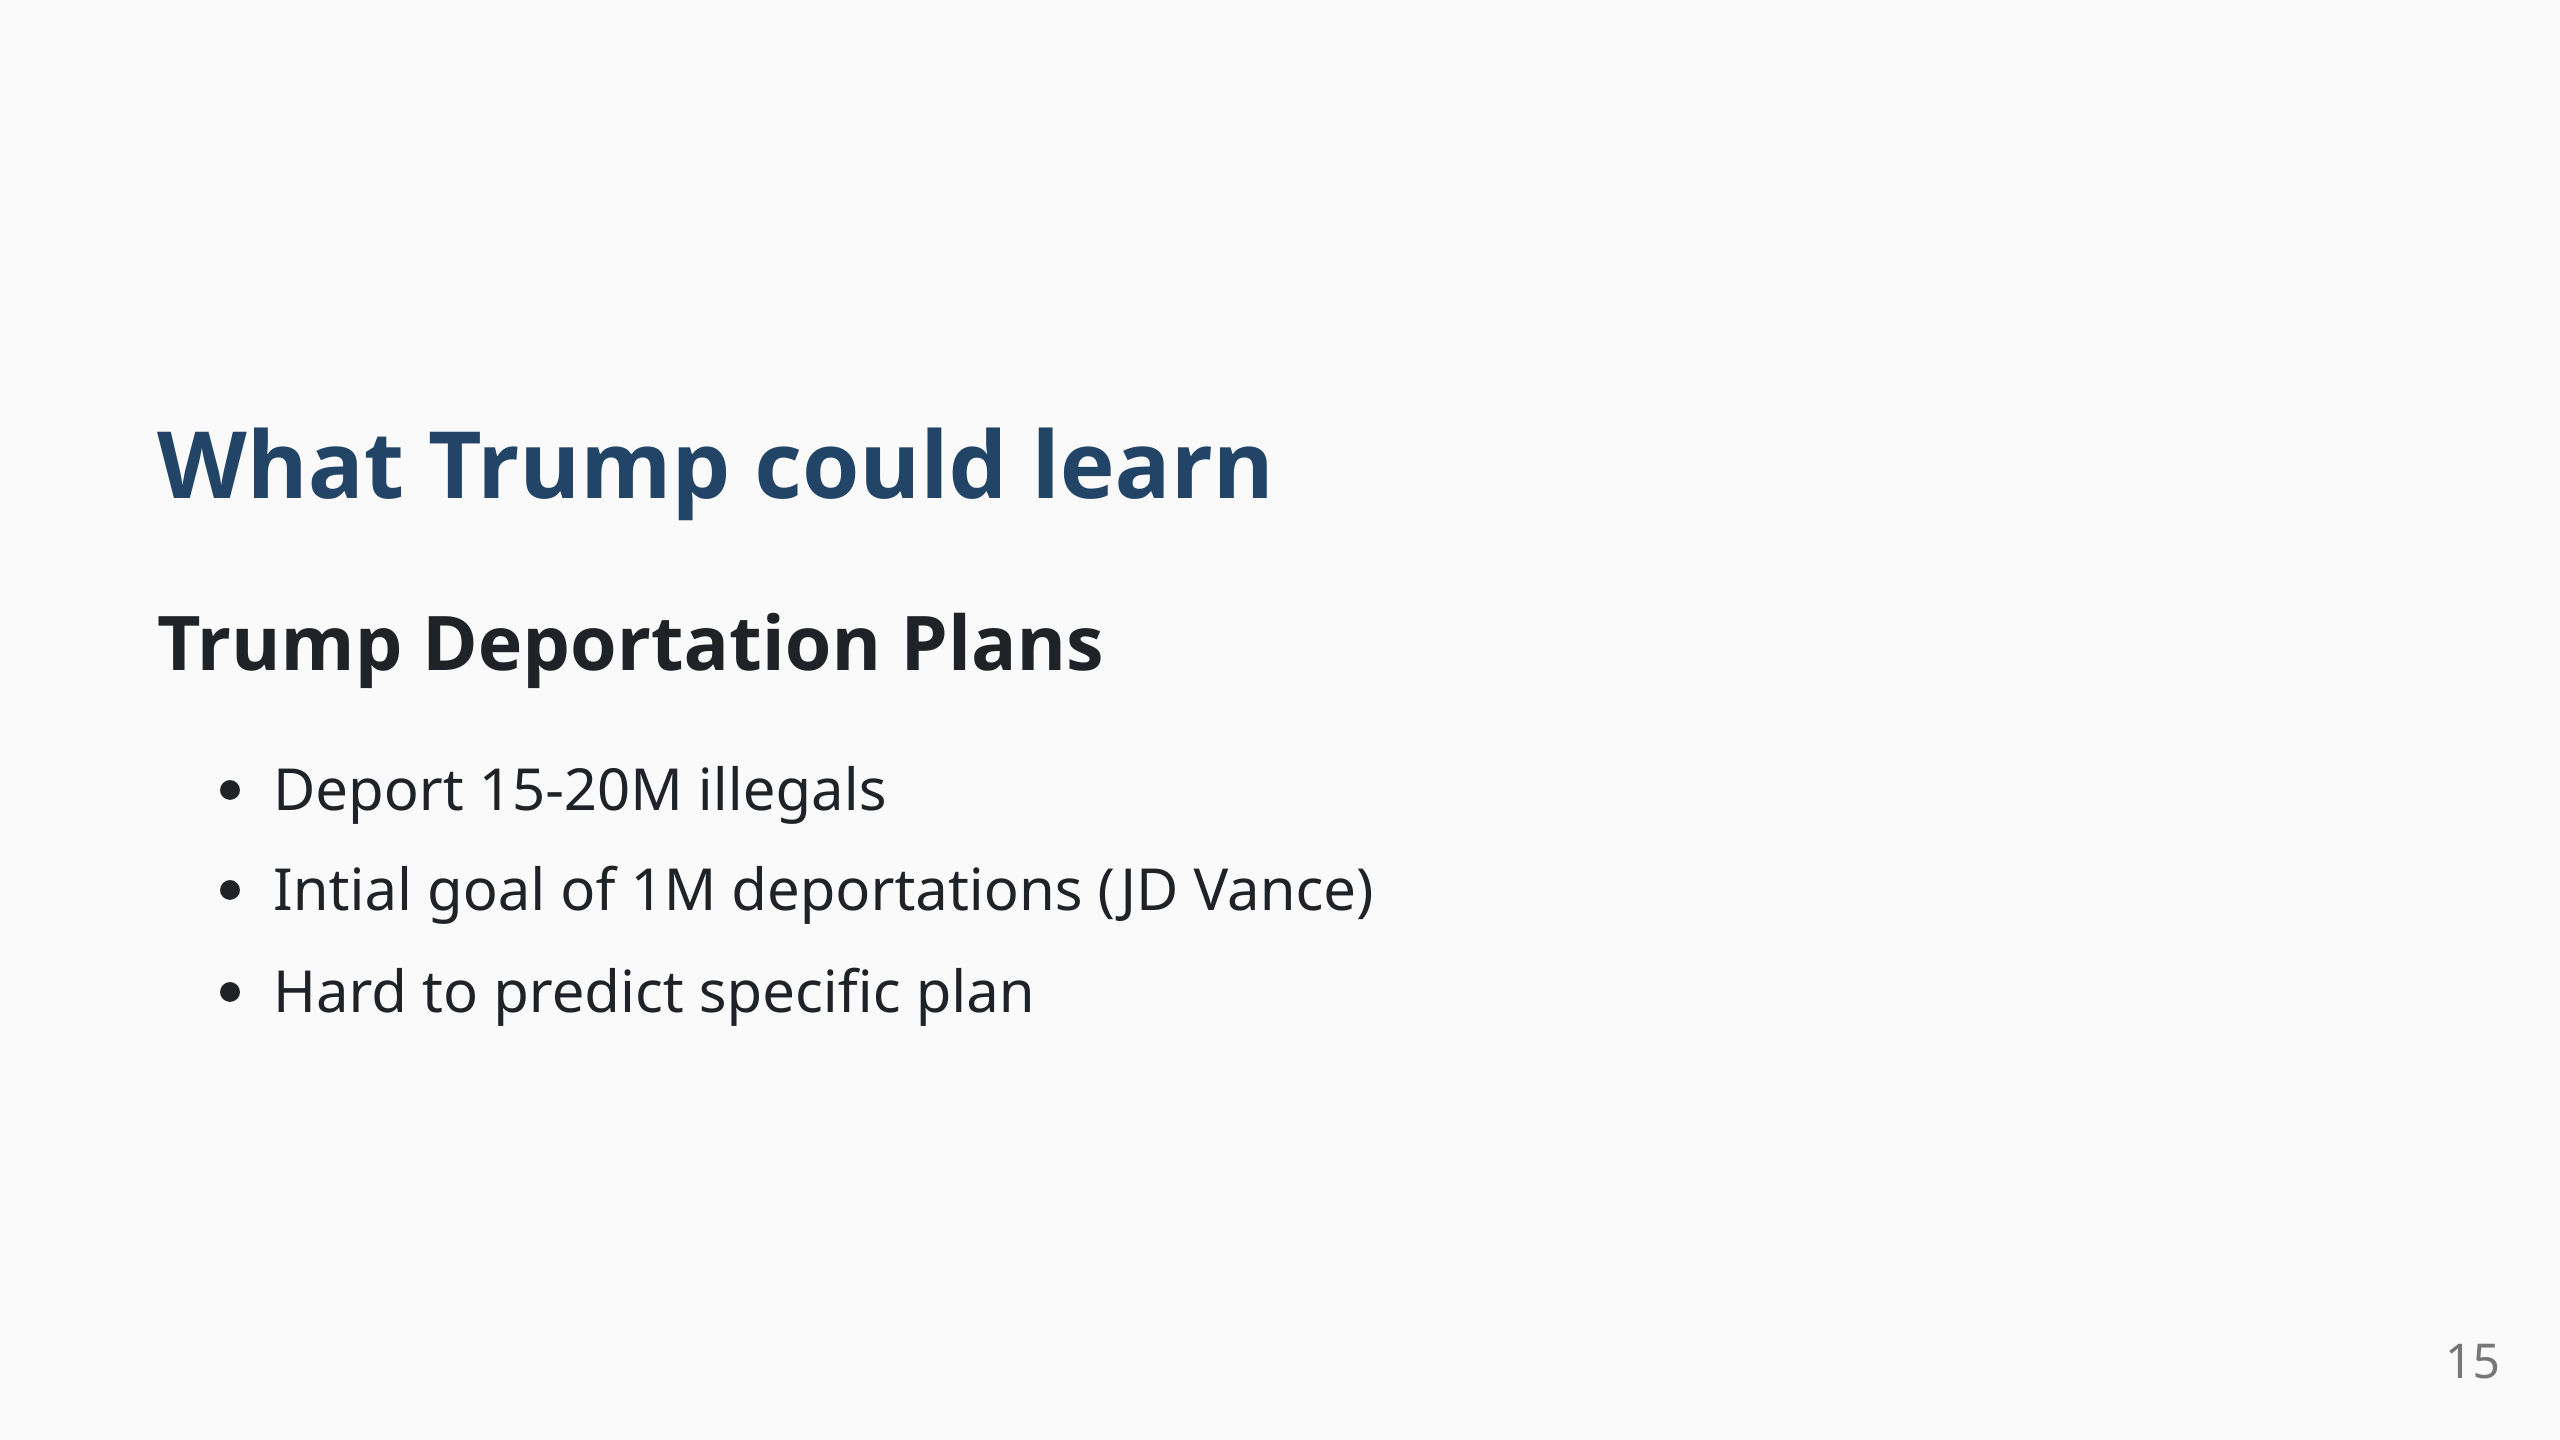 What Trump could learn
Trump Deportation Plans
• Deport 15-20M illegals
• Intial goal of 1M deportations (JD Vance)
• Hard to predict specific plan
15